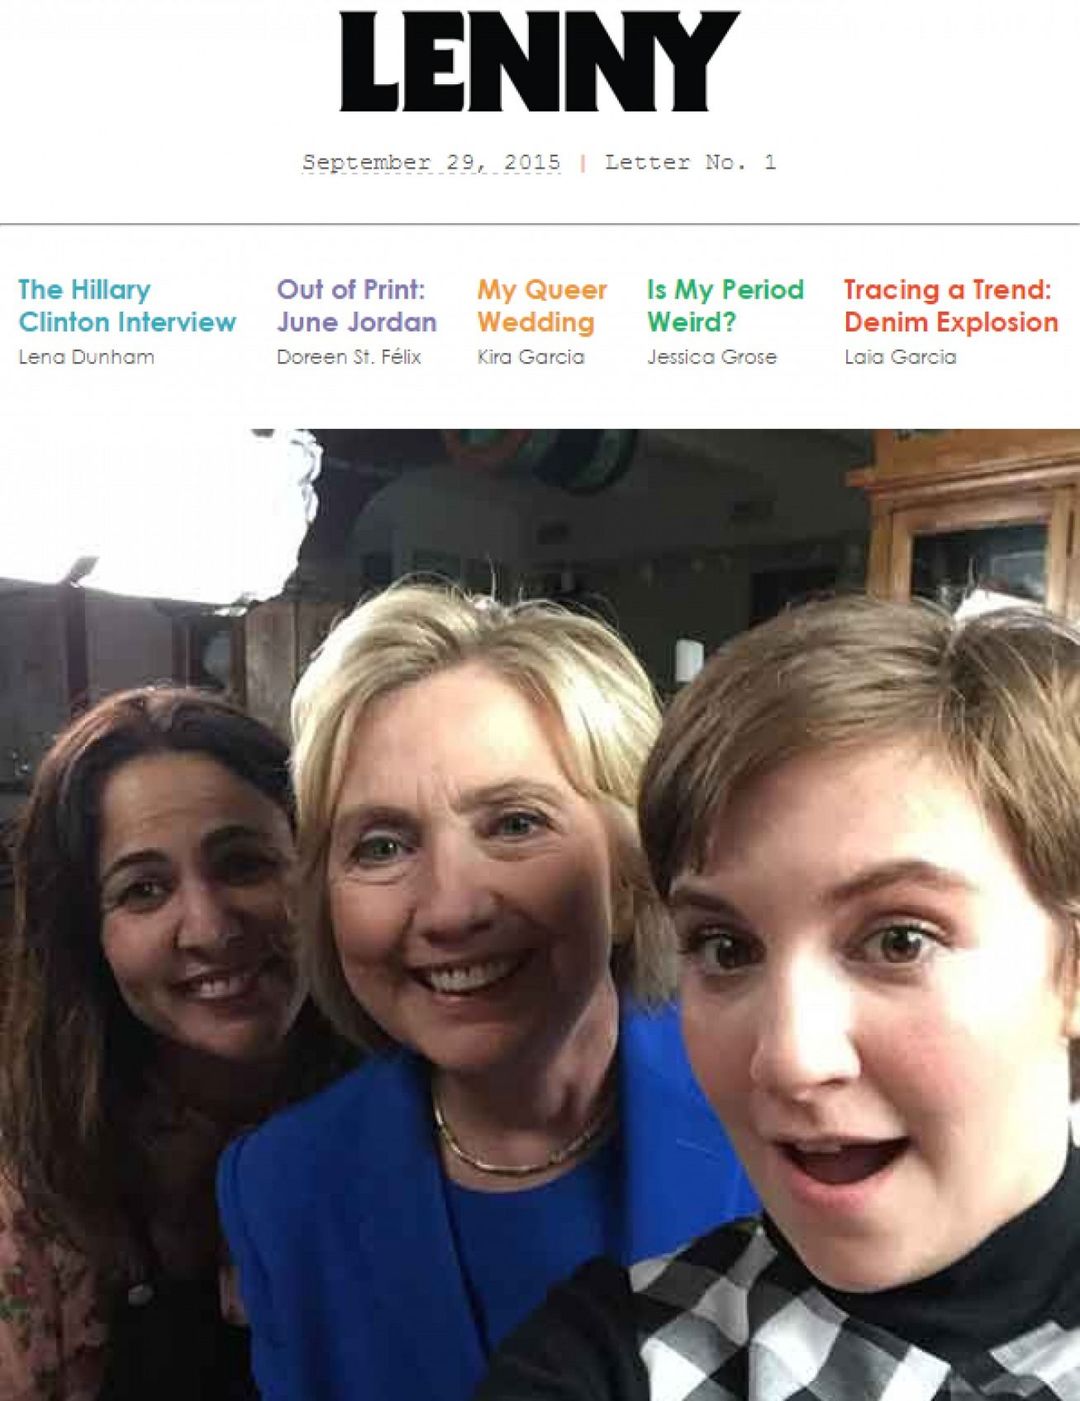 LENNY
September 29, 2015 | Letter No. 1
The Hillary
Clinton Interview
Lena Dunham
Out of Print:
June Jordan
Doreen St. Félix
My Queer
Wedding
Kira Garcia
Is My Period
Weird?
Jessica Grose
Tracing a Trend:
Denim Explosion
Laia Garcia